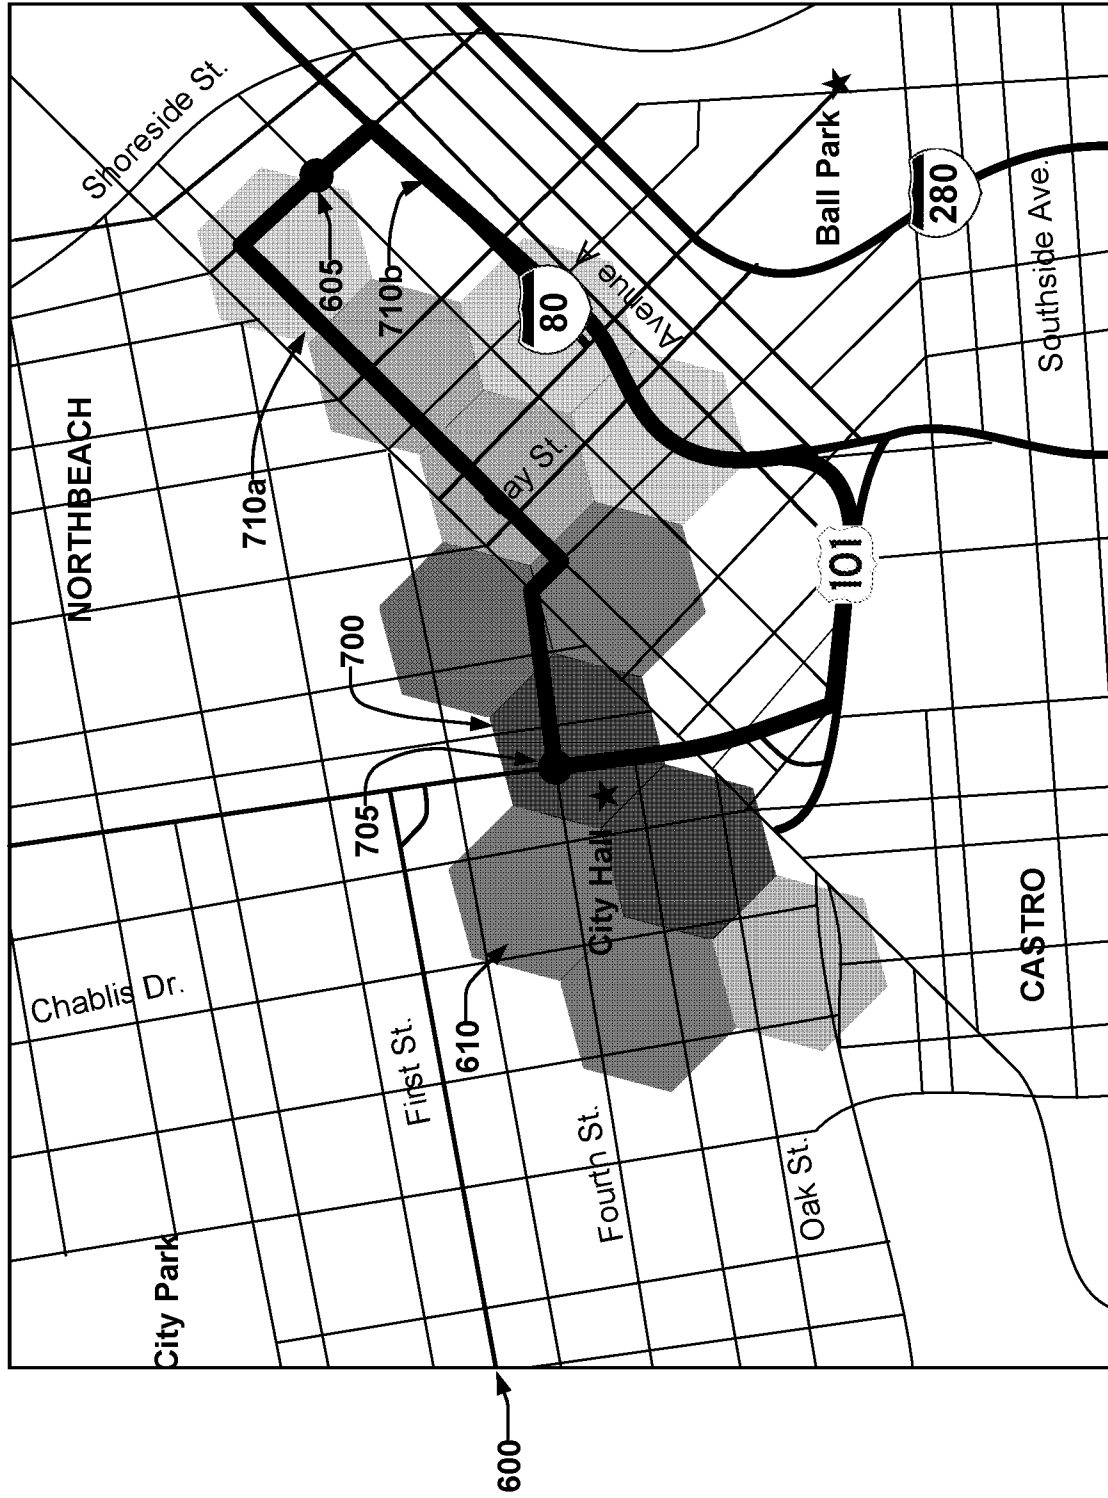 600
City Park
Chablis Dr.
NORTHBEACH
Shoreside St.
710a
605
710b
700
705
First St.
610
Fourth St.
City Hall
ay St.
Avenue A
80
Oak St.
101
Ball Park
280
CASTRO
Southside Ave.